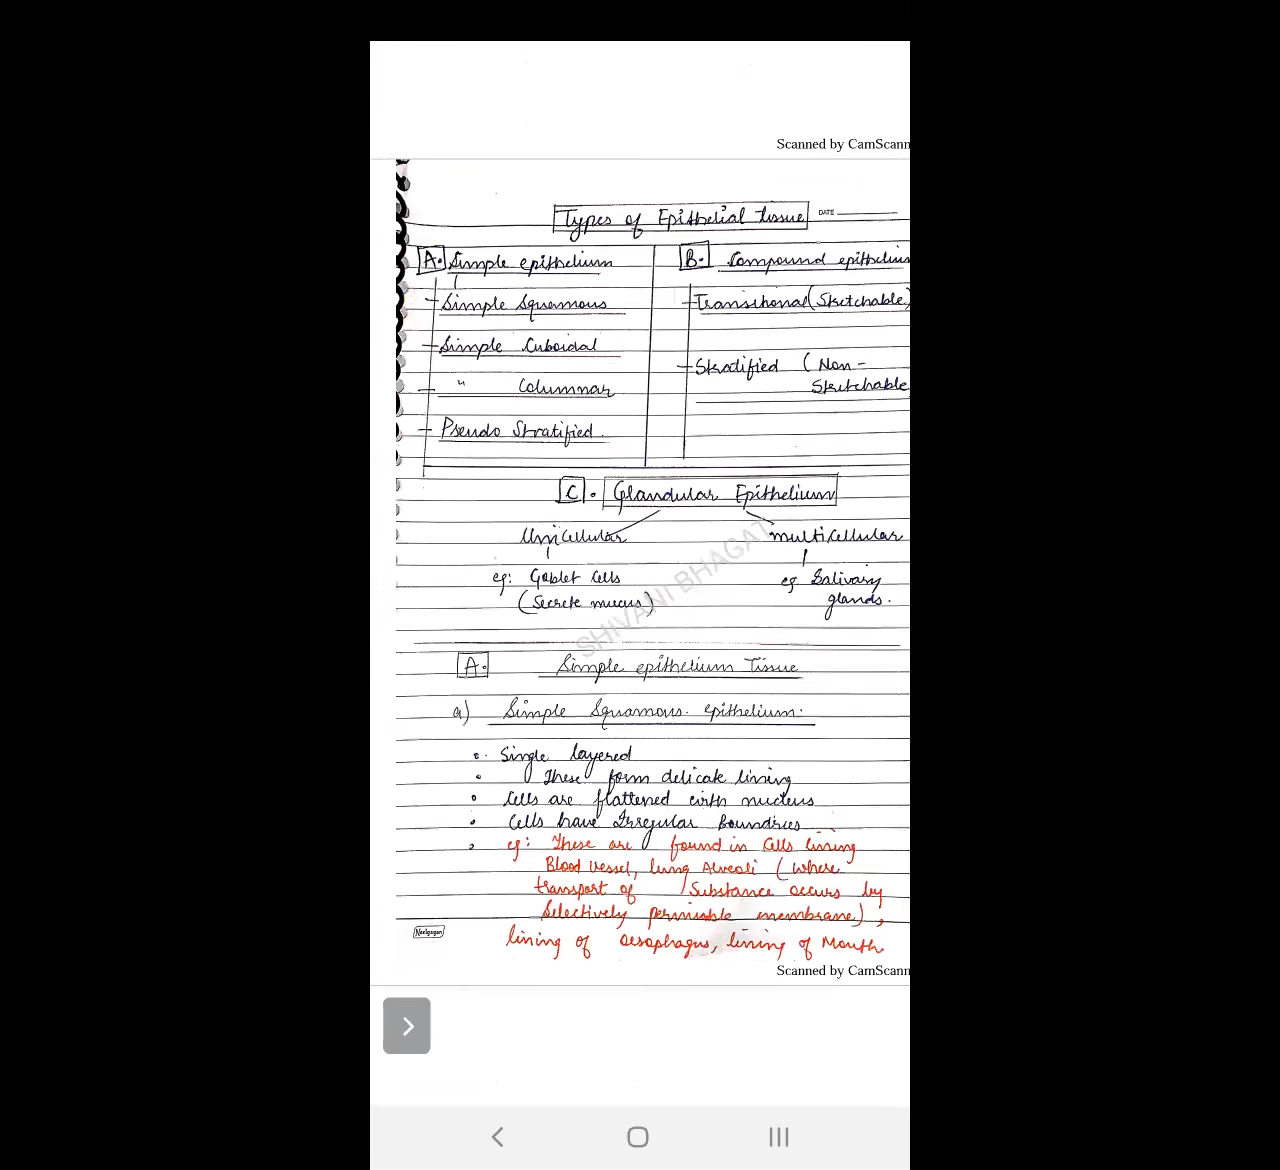 Scanned by CamScann
Types of Epithelial tissue
DATE
A. Simple epithelium
Simple Squamous
Simple Cuboidal
" Columnar
Pseudo Stratified.
B. Compound epithelium
Transitional (Stretchable)
Stratified (Non-
Stretchable
C. Glandular Epithelium
Unicellular
eg: Goblet Cells
(Secrete mucus)
multicellular
eg Salivary
glands.
SHIVANI BHAGAT
A. Simple epithelium Tissue
a) Simple Squamous epithelium.
Single layered
These form delicate lining
Cells are flattened with nucleus
Cells have Irregular Boundries
eg: These are found in Cells lining
Blood Vessel, lung Alveoli (where
transport of Substance occurs by
Selectively permiable membrane),
lining of oesophagus, lining of Mouth
Neelgagan
Scanned by CamScann